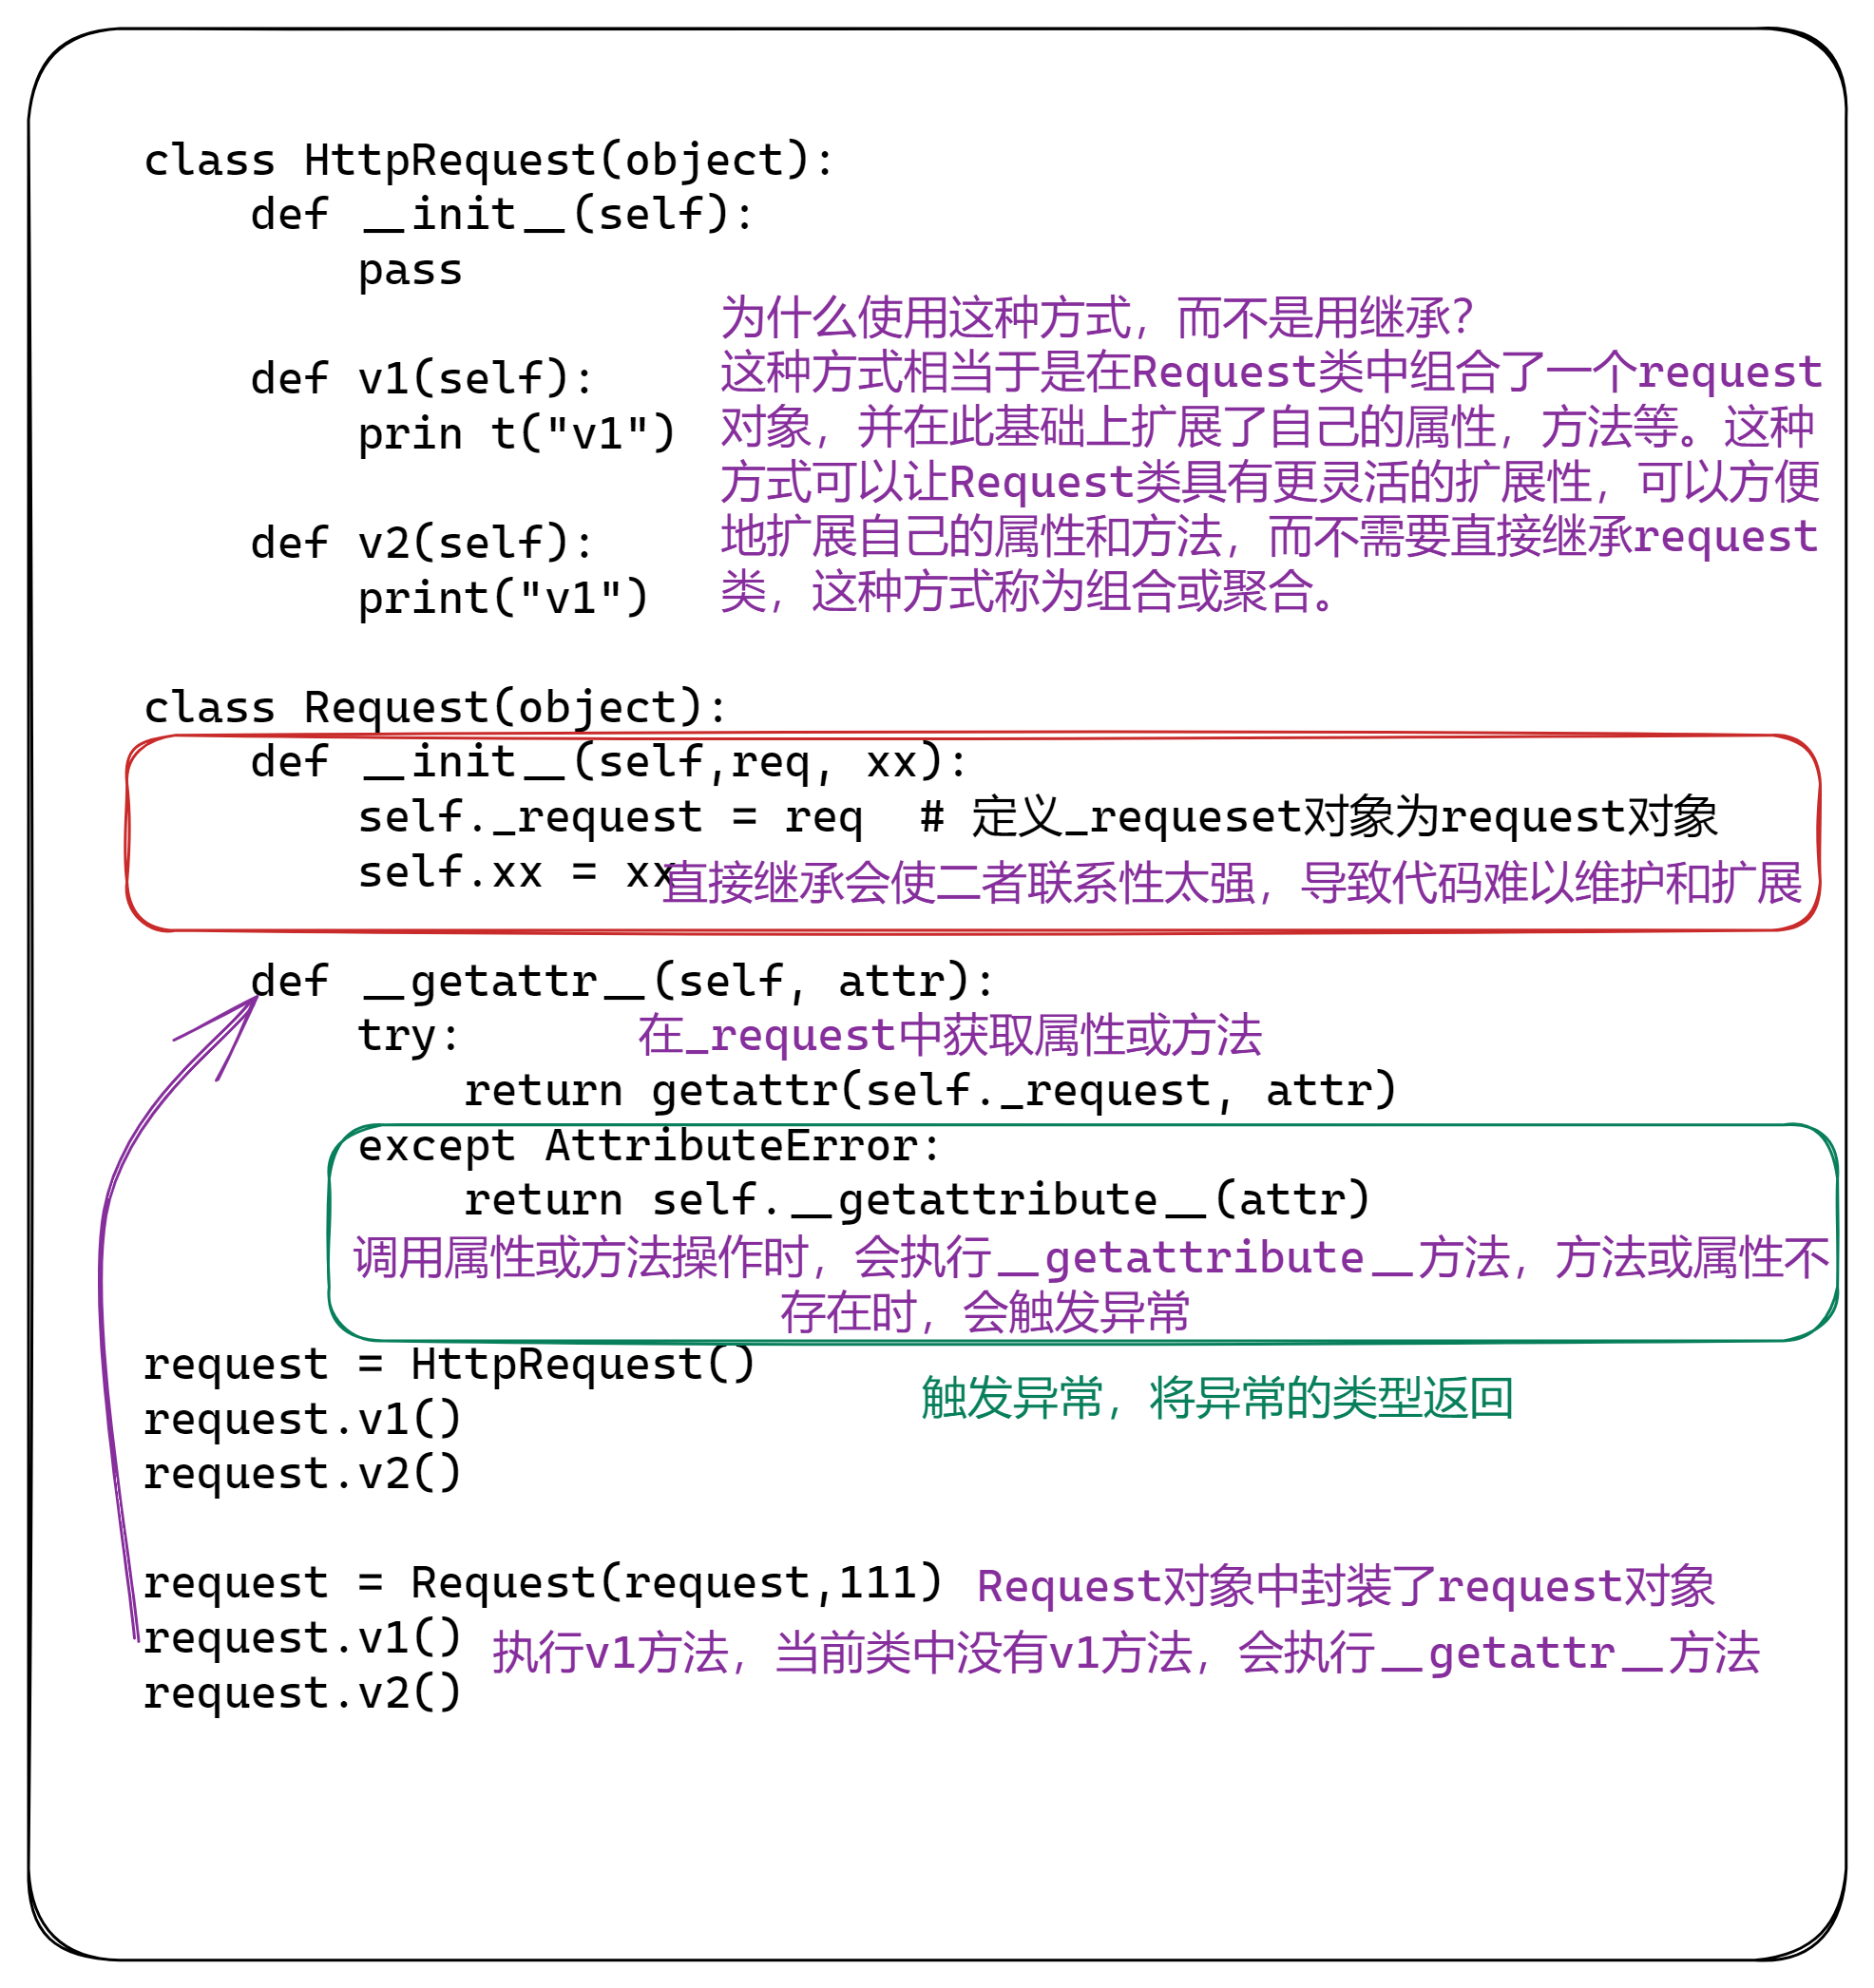 class HttpRequest(object):
def __init__(self):
pass
为什么使用这种方式，而不是用继承？
这种方式相当于是在Request类中组合了一个request
def v1(self):
对象，并在此基础上扩展了自己的属性，方法等。这种
prin t("v1")
方式可以让Request类具有更灵活的扩展性，可以方便
地扩展自己的属性和方法，而不需要直接继承request
def v2(self):
类，这种方式称为组合或聚合。
print("v1")
class Request(object):
def __init__(self,req, xx):
self._request = req  # 定义_requeset对象为request对象
self.xx = xx
直接继承会使二者联系性太强，导致代码难以维护和扩展
def __getattr__(self, attr):
try:
在_request中获取属性或方法
return getattr(self._request, attr)
except AttributeError:
return self.__getattribute__(attr)
调用属性或方法操作时，会执行__getattribute__方法，方法或属性不
存在时，会触发异常
request = HttpRequest()
触发异常，将异常的类型返回
request.v1()
request.v2()
request = Request(request,111)
Request对象中封装了request对象
request.v1()
执行v1方法，当前类中没有v1方法，会执行__getattr__方法
request.v2()